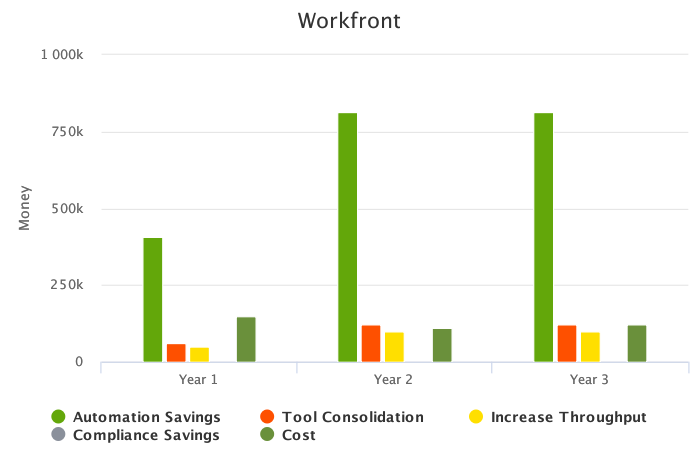 Workfront
1 000k
750k
500k
250k
0
Money
Year 1 Year 2 Year 3
Automation Savings Tool Consolidation Increase Throughput
Compliance Savings Cost